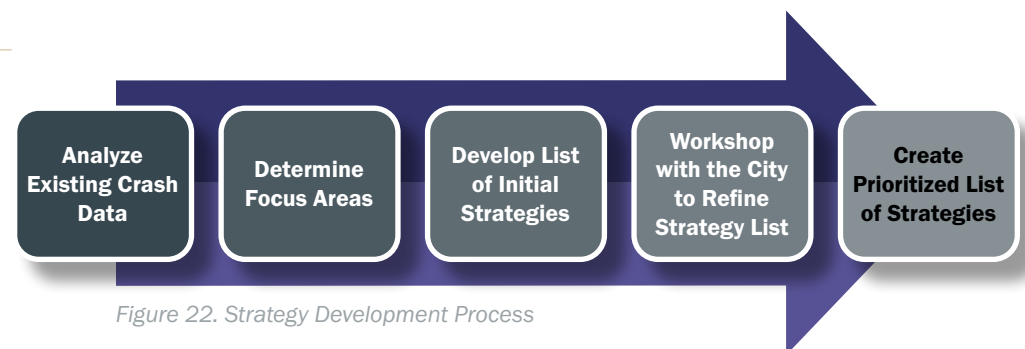 Analyze
Existing Crash
Data
Determine
Focus Areas
Develop List
of Initial
Strategies
Workshop
with the City
to Refine
Strategy List
Create
Prioritized List
of Strategies
Figure 22. Strategy Development Process